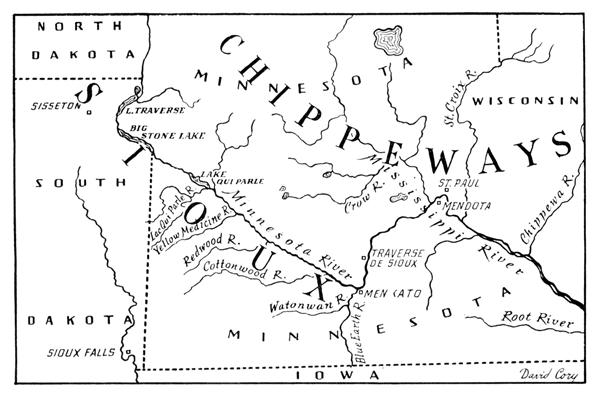 NORTH
DAKOTA
CHIPPEWAYS
MINNESOTA
WISCONSIN
St. Croix R.
SISSETON
L. TRAVERSE
BIG
STONE LAKE
SIOUX
SOUTH
LAKE
QUI PARLE
Lac Qui Parle R.
Yellow Medicine R.
Redwood R.
Cottonwood R.
Watonwan R.
Minnesota River
Crow R.
Mississippi River
ST. PAUL
MENDOTA
Chippewa R.
TRAVERSE
DE SIOUX
MENKATO
Blue Earth R.
MINNESOTA
Root River
DAKOTA
SIOUX FALLS
IOWA
David Cory